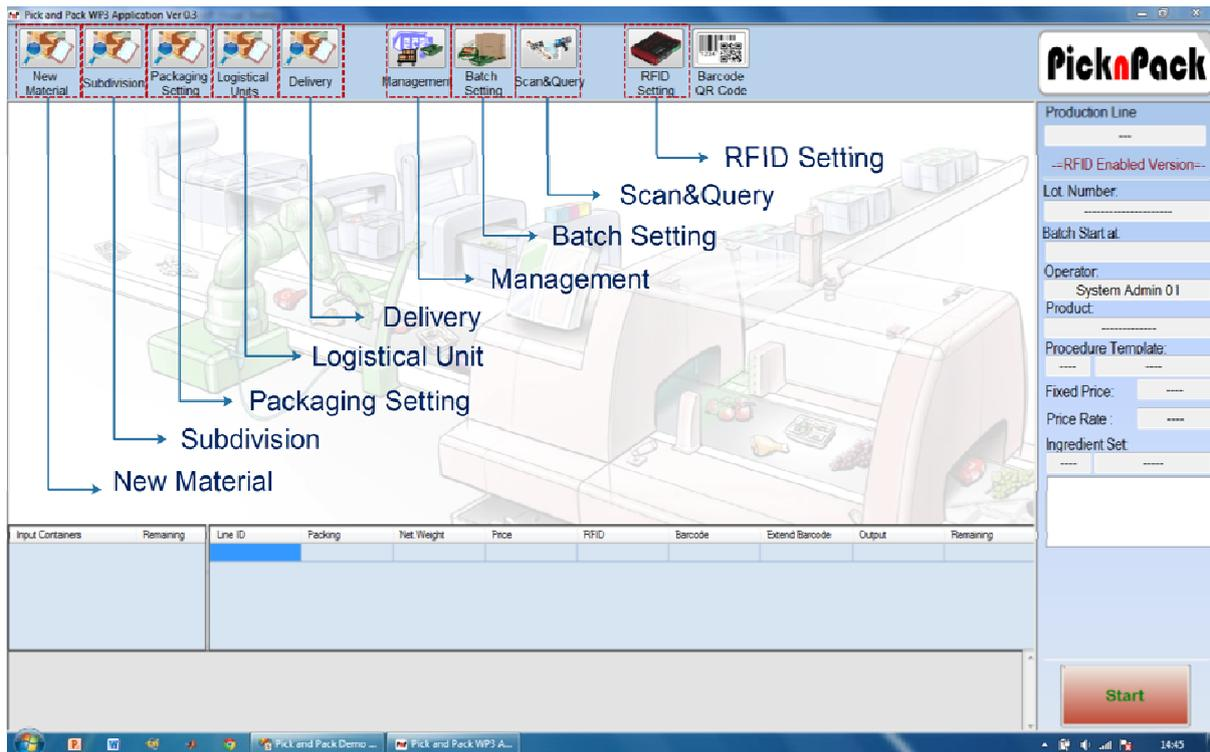 Pick and Pack WP3 Application Ver 0.3
New Material
Subdivision
Packaging Setting
Logistical Units
Delivery
Management
Batch Setting
Scan&Query
RFID Setting
Barcode QR Code
PicknPack
RFID Setting
Scan&Query
Batch Setting
Management
Delivery
Logistical Unit
Packaging Setting
Subdivision
New Material
Production Line
---
--=RFID Enabled Version=--
Lot. Number:
--------------------
Batch Start at:
Operator:
System Admin 01
Product:
-------------
Procedure Template:
---- ----
Fixed Price: ----
Price Rate : ----
Ingredient Set:
---- -----
Input Containers Remaining
Line ID Packing Net.Weight Price RFID Barcode Extend Barcode Output Remaining
Start
Pick and Pack Demo ... Pick and Pack WP3 A... 14:45